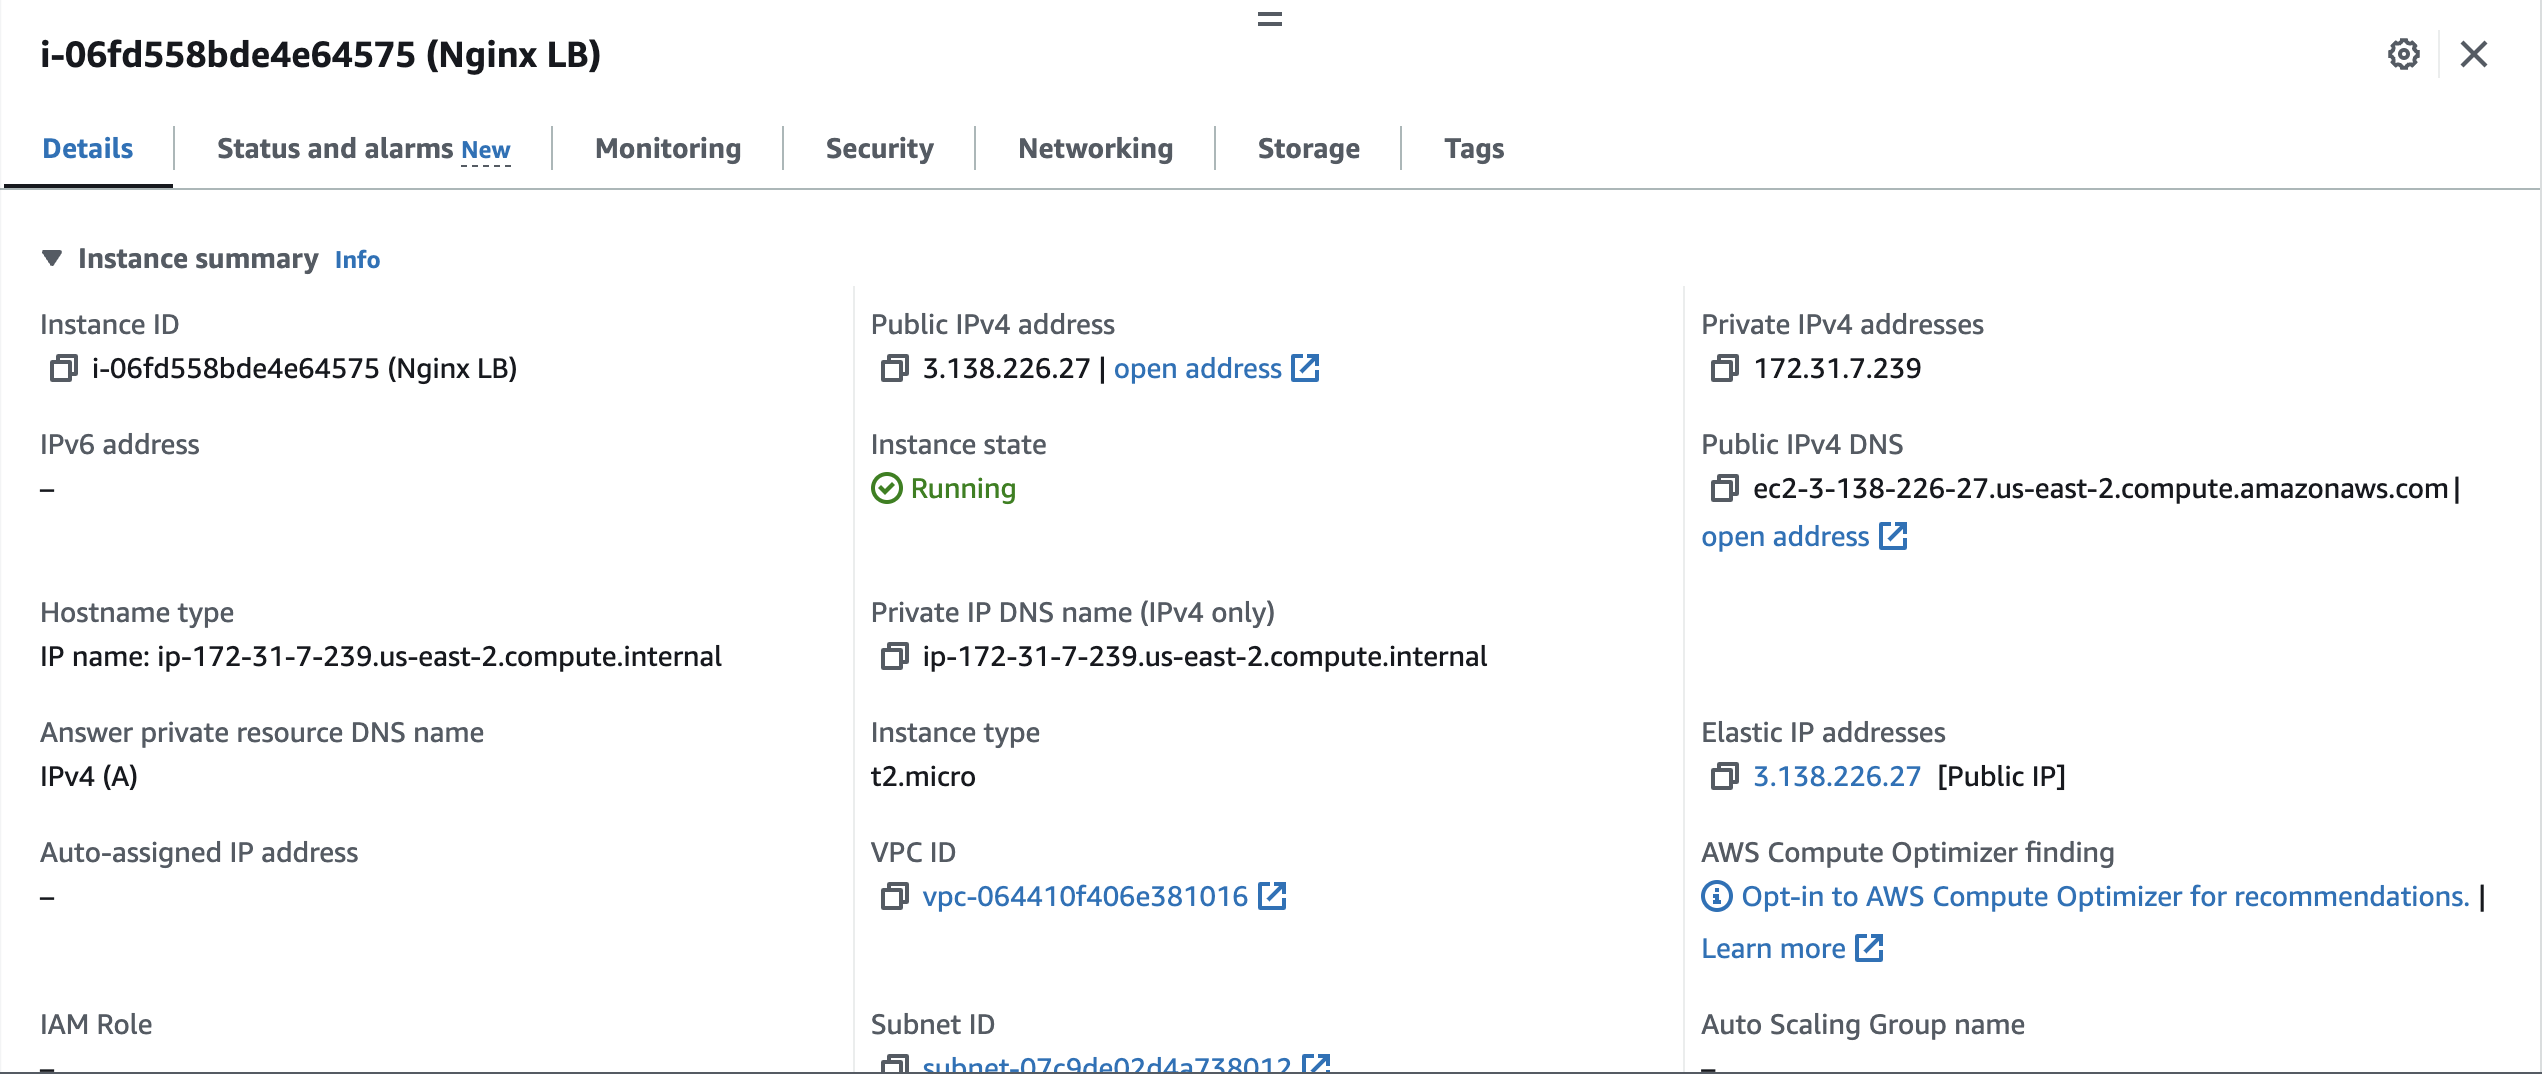 i-06fd558bde4e64575 (Nginx LB)
Details
Status and alarms New
Monitoring
Security
Networking
Storage
Tags
Instance summary Info
Instance ID
i-06fd558bde4e64575 (Nginx LB)
Public IPv4 address
3.138.226.27 | open address
Private IPv4 addresses
172.31.7.239
IPv6 address
–
Instance state
Running
Public IPv4 DNS
ec2-3-138-226-27.us-east-2.compute.amazonaws.com |
open address
Hostname type
IP name: ip-172-31-7-239.us-east-2.compute.internal
Private IP DNS name (IPv4 only)
ip-172-31-7-239.us-east-2.compute.internal
Answer private resource DNS name
IPv4 (A)
Instance type
t2.micro
Elastic IP addresses
3.138.226.27 [Public IP]
Auto-assigned IP address
–
VPC ID
vpc-064410f406e381016
AWS Compute Optimizer finding
Opt-in to AWS Compute Optimizer for recommendations. |
Learn more
IAM Role
–
Subnet ID
subnet-07c9de02d4a738012
Auto Scaling Group name
–